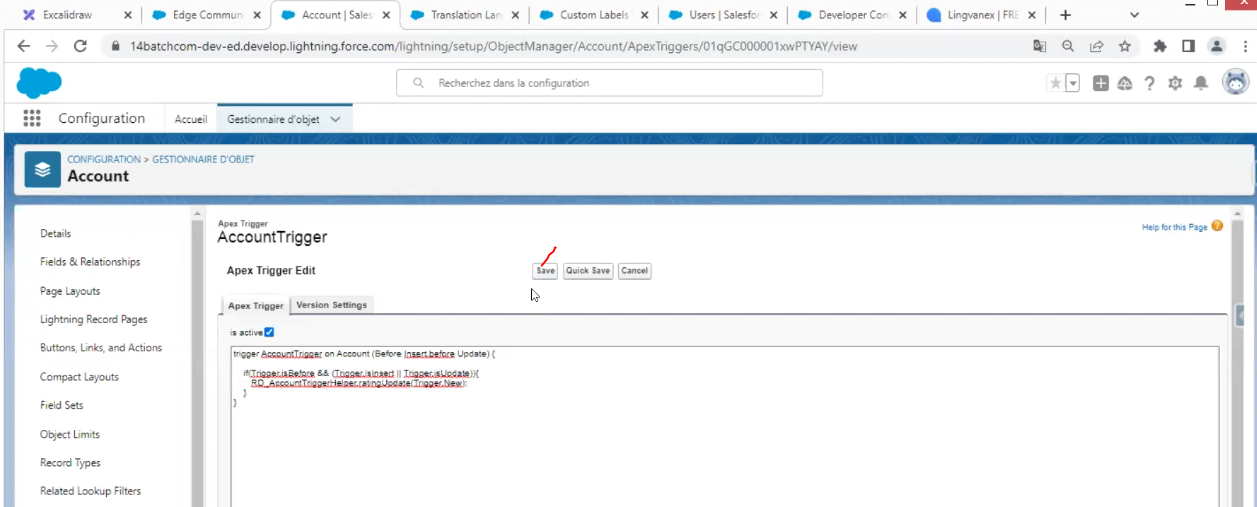 Excalidraw
Edge Commun
Account | Sales
Translation Lan
Custom Labels
Users | Salesfor
Developer Con
Lingvanex | FRE
14batchcom-dev-ed.develop.lightning.force.com/lightning/setup/ObjectManager/Account/ApexTriggers/01qGC000001xwPTYAY/view
Recherchez dans la configuration
Configuration
Accueil
Gestionnaire d'objet
CONFIGURATION > GESTIONNAIRE D'OBJET
Account
Details
Fields & Relationships
Page Layouts
Lightning Record Pages
Buttons, Links, and Actions
Compact Layouts
Field Sets
Object Limits
Record Types
Related Lookup Filters
Apex Trigger
AccountTrigger
Help for this Page
Apex Trigger Edit
Save
Quick Save
Cancel
Apex Trigger
Version Settings
is active
trigger AccountTrigger on Account (Before Insert,before Update) {
if(Trigger.isBefore && (Trigger.isInsert || Trigger.isUpdate)){
RD_AccountTriggerHelper.ratingUpdate(Trigger.New);
}
}